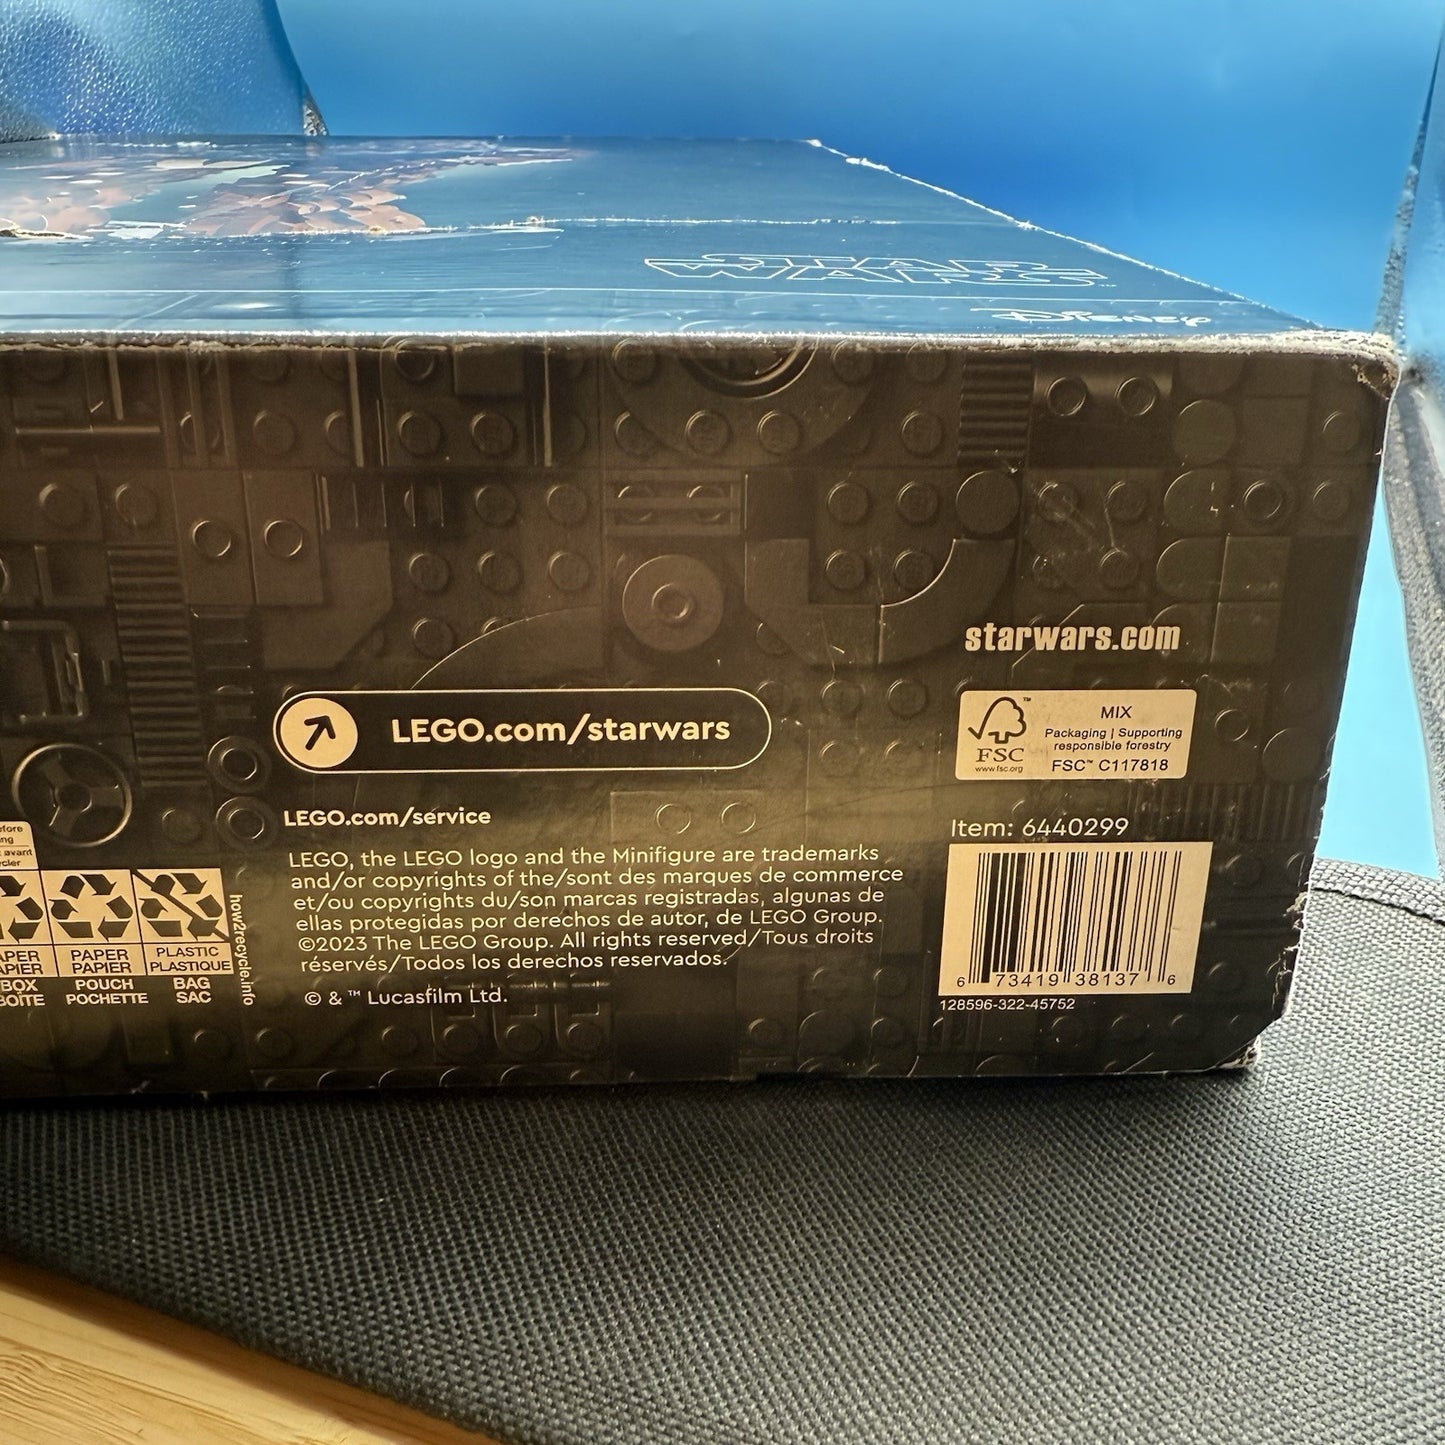 STAR
WARS™
Disney
starwars.com
LEGO.com/starwars
FSC™
www.fsc.org
MIX
Packaging | Supporting
responsible forestry
FSC™ C117818
LEGO.com/service
LEGO, the LEGO logo and the Minifigure are trademarks
and/or copyrights of the/sont des marques de commerce
et/ou copyrights du/son marcas registradas, algunas de
ellas protegidas por derechos de autor, de LEGO Group.
©2023 The LEGO Group. All rights reserved/Tous droits
réservés/Todos los derechos reservados.
© & ™ Lucasfilm Ltd.
Item: 6440299
6 73419 38137 6
128596-322-45752
avant
PAPER
PAPIER
BOX
BOÎTE
PAPER
PAPIER
POUCH
POCHETTE
PLASTIC
PLASTIQUE
BAG
SAC
how2recycle.info